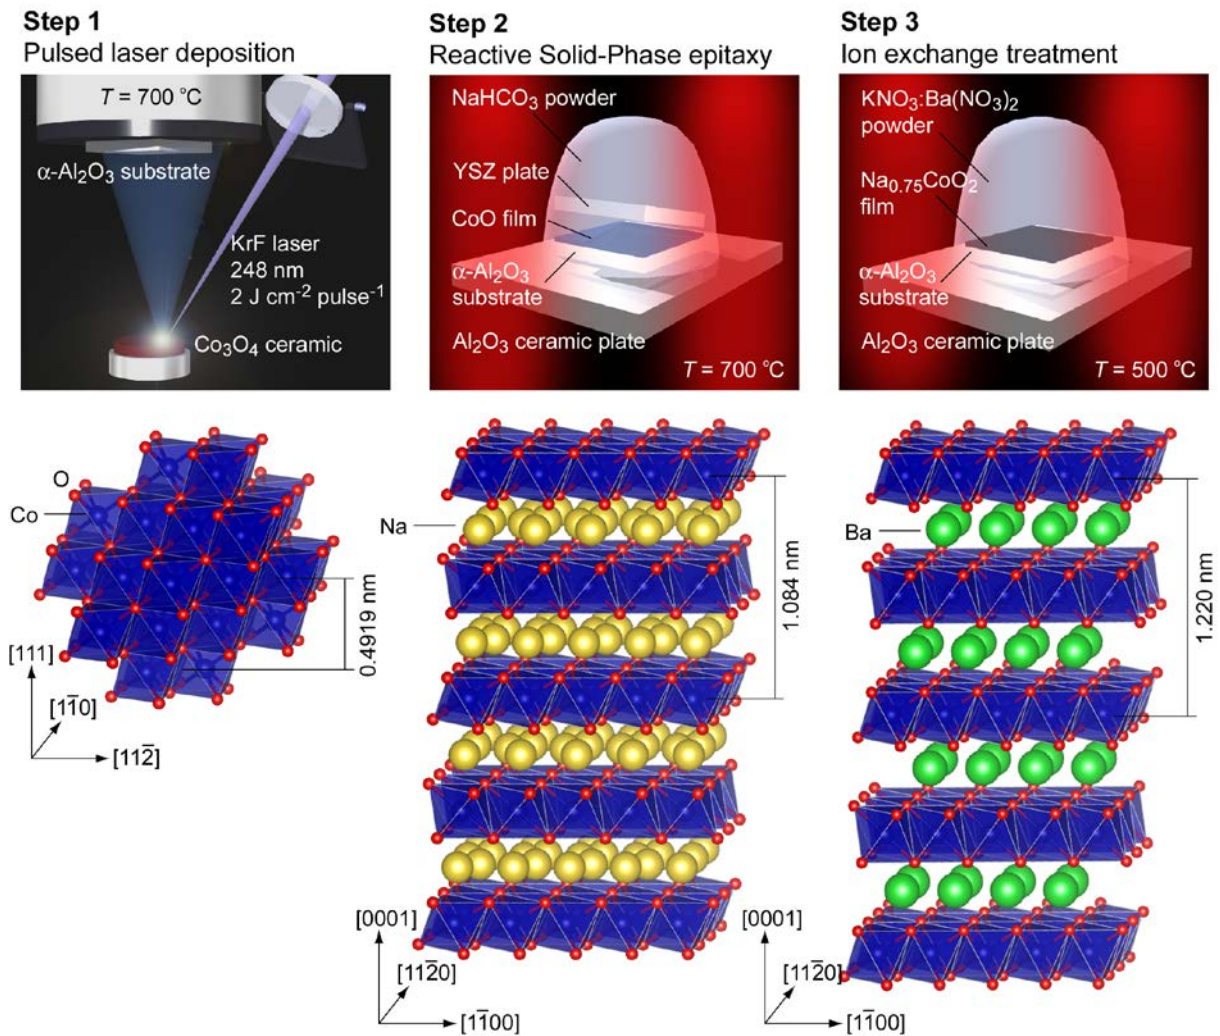 Step 1
Pulsed laser deposition
T = 700 °C
α-Al₂O₃ substrate
KrF laser
248 nm
2 J cm⁻² pulse⁻¹
Co₃O₄ ceramic
Step 2
Reactive Solid-Phase epitaxy
NaHCO₃ powder
YSZ plate
CoO film
α-Al₂O₃
substrate
Al₂O₃ ceramic plate
T = 700 °C
Step 3
Ion exchange treatment
KNO₃:Ba(NO₃)₂
powder
Na₀.₇₅CoO₂
film
α-Al₂O₃
substrate
Al₂O₃ ceramic plate
T = 500 °C
O
Co
0.4919 nm
[111]
[11̄0]
[112̄]
Na
1.084 nm
[0001]
[112̄0]
[11̄00]
Ba
1.220 nm
[0001]
[112̄0]
[11̄00]